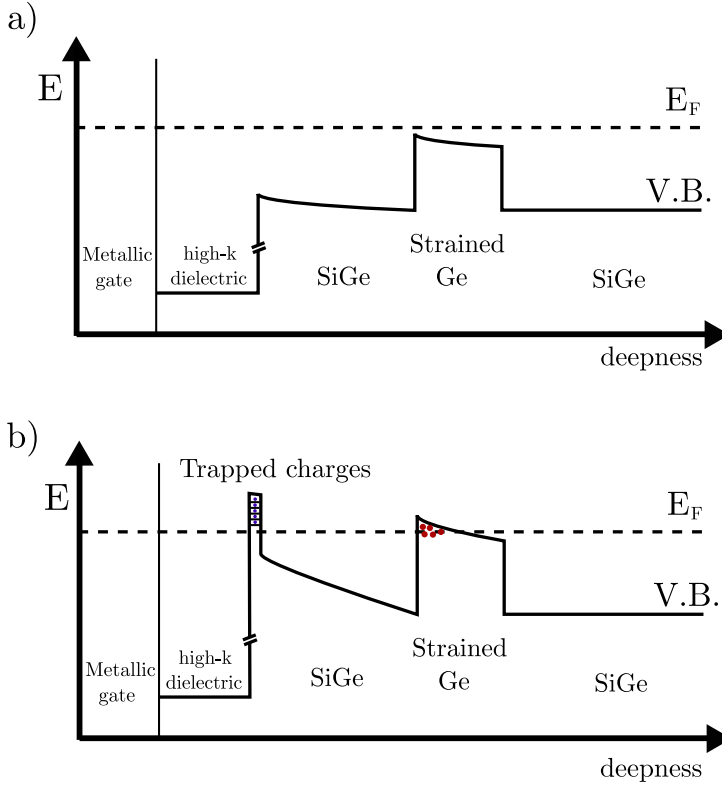 a)
E
E_F
V.B.
Metallic
gate
high-k
dielectric
SiGe
Strained
Ge
SiGe
deepness
b)
Trapped charges
E
E_F
V.B.
Metallic
gate
high-k
dielectric
SiGe
Strained
Ge
SiGe
deepness